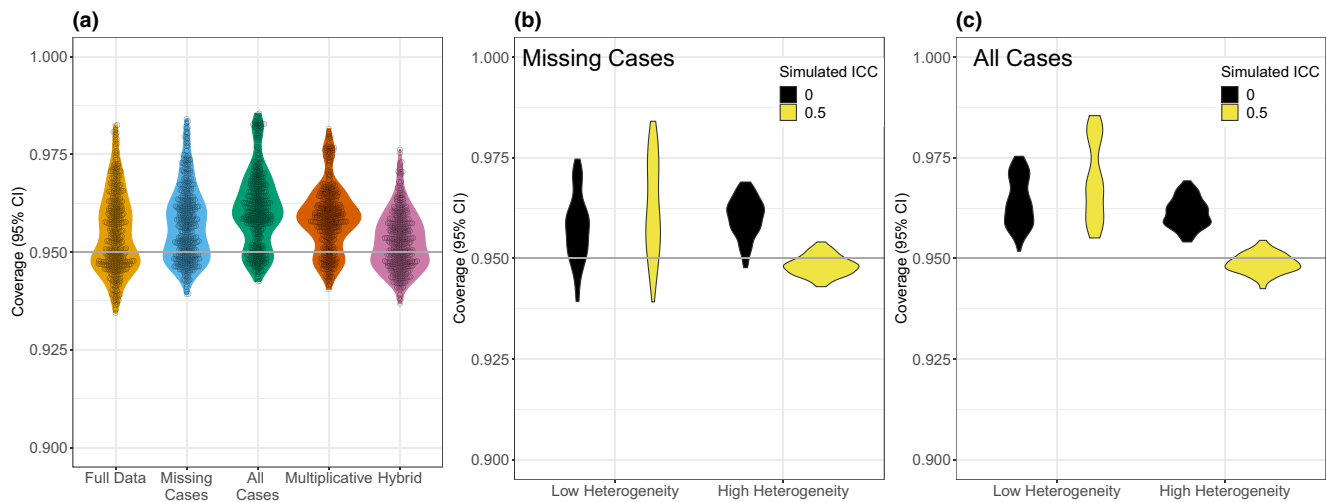 (a)
Coverage (95% CI)
1.000
0.975
0.950
0.925
0.900
Full Data
Missing
Cases
All
Cases
Multiplicative
Hybrid
(b)
Missing Cases
Simulated ICC
0
0.5
Coverage (95% CI)
1.000
0.975
0.950
0.925
0.900
Low Heterogeneity
High Heterogeneity
(c)
All Cases
Simulated ICC
0
0.5
Coverage (95% CI)
1.000
0.975
0.950
0.925
0.900
Low Heterogeneity
High Heterogeneity